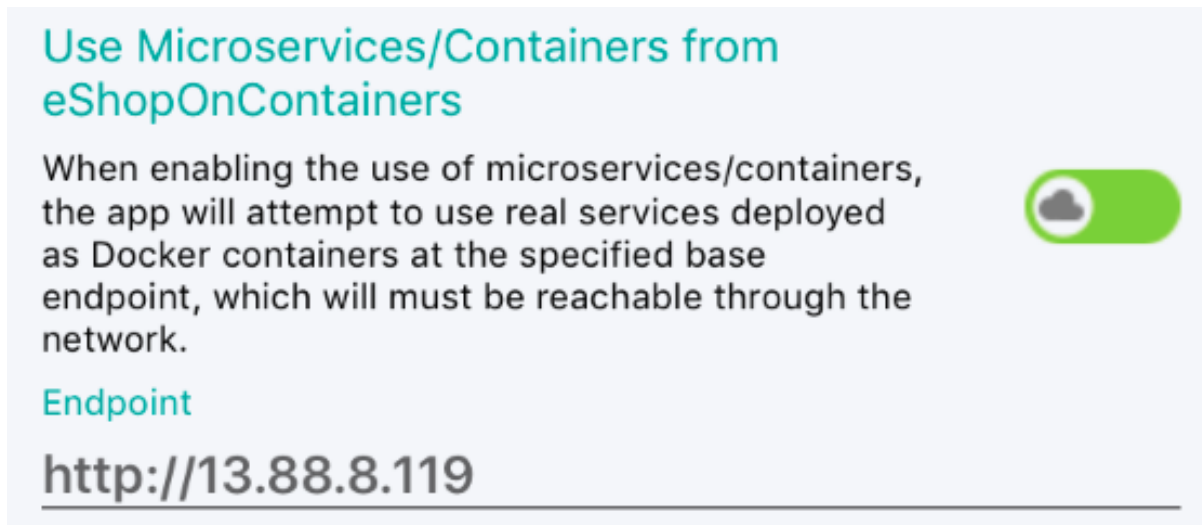 Use Microservices/Containers from
eShopOnContainers
When enabling the use of microservices/containers,
the app will attempt to use real services deployed
as Docker containers at the specified base
endpoint, which will must be reachable through the
network.
Endpoint
http://13.88.8.119